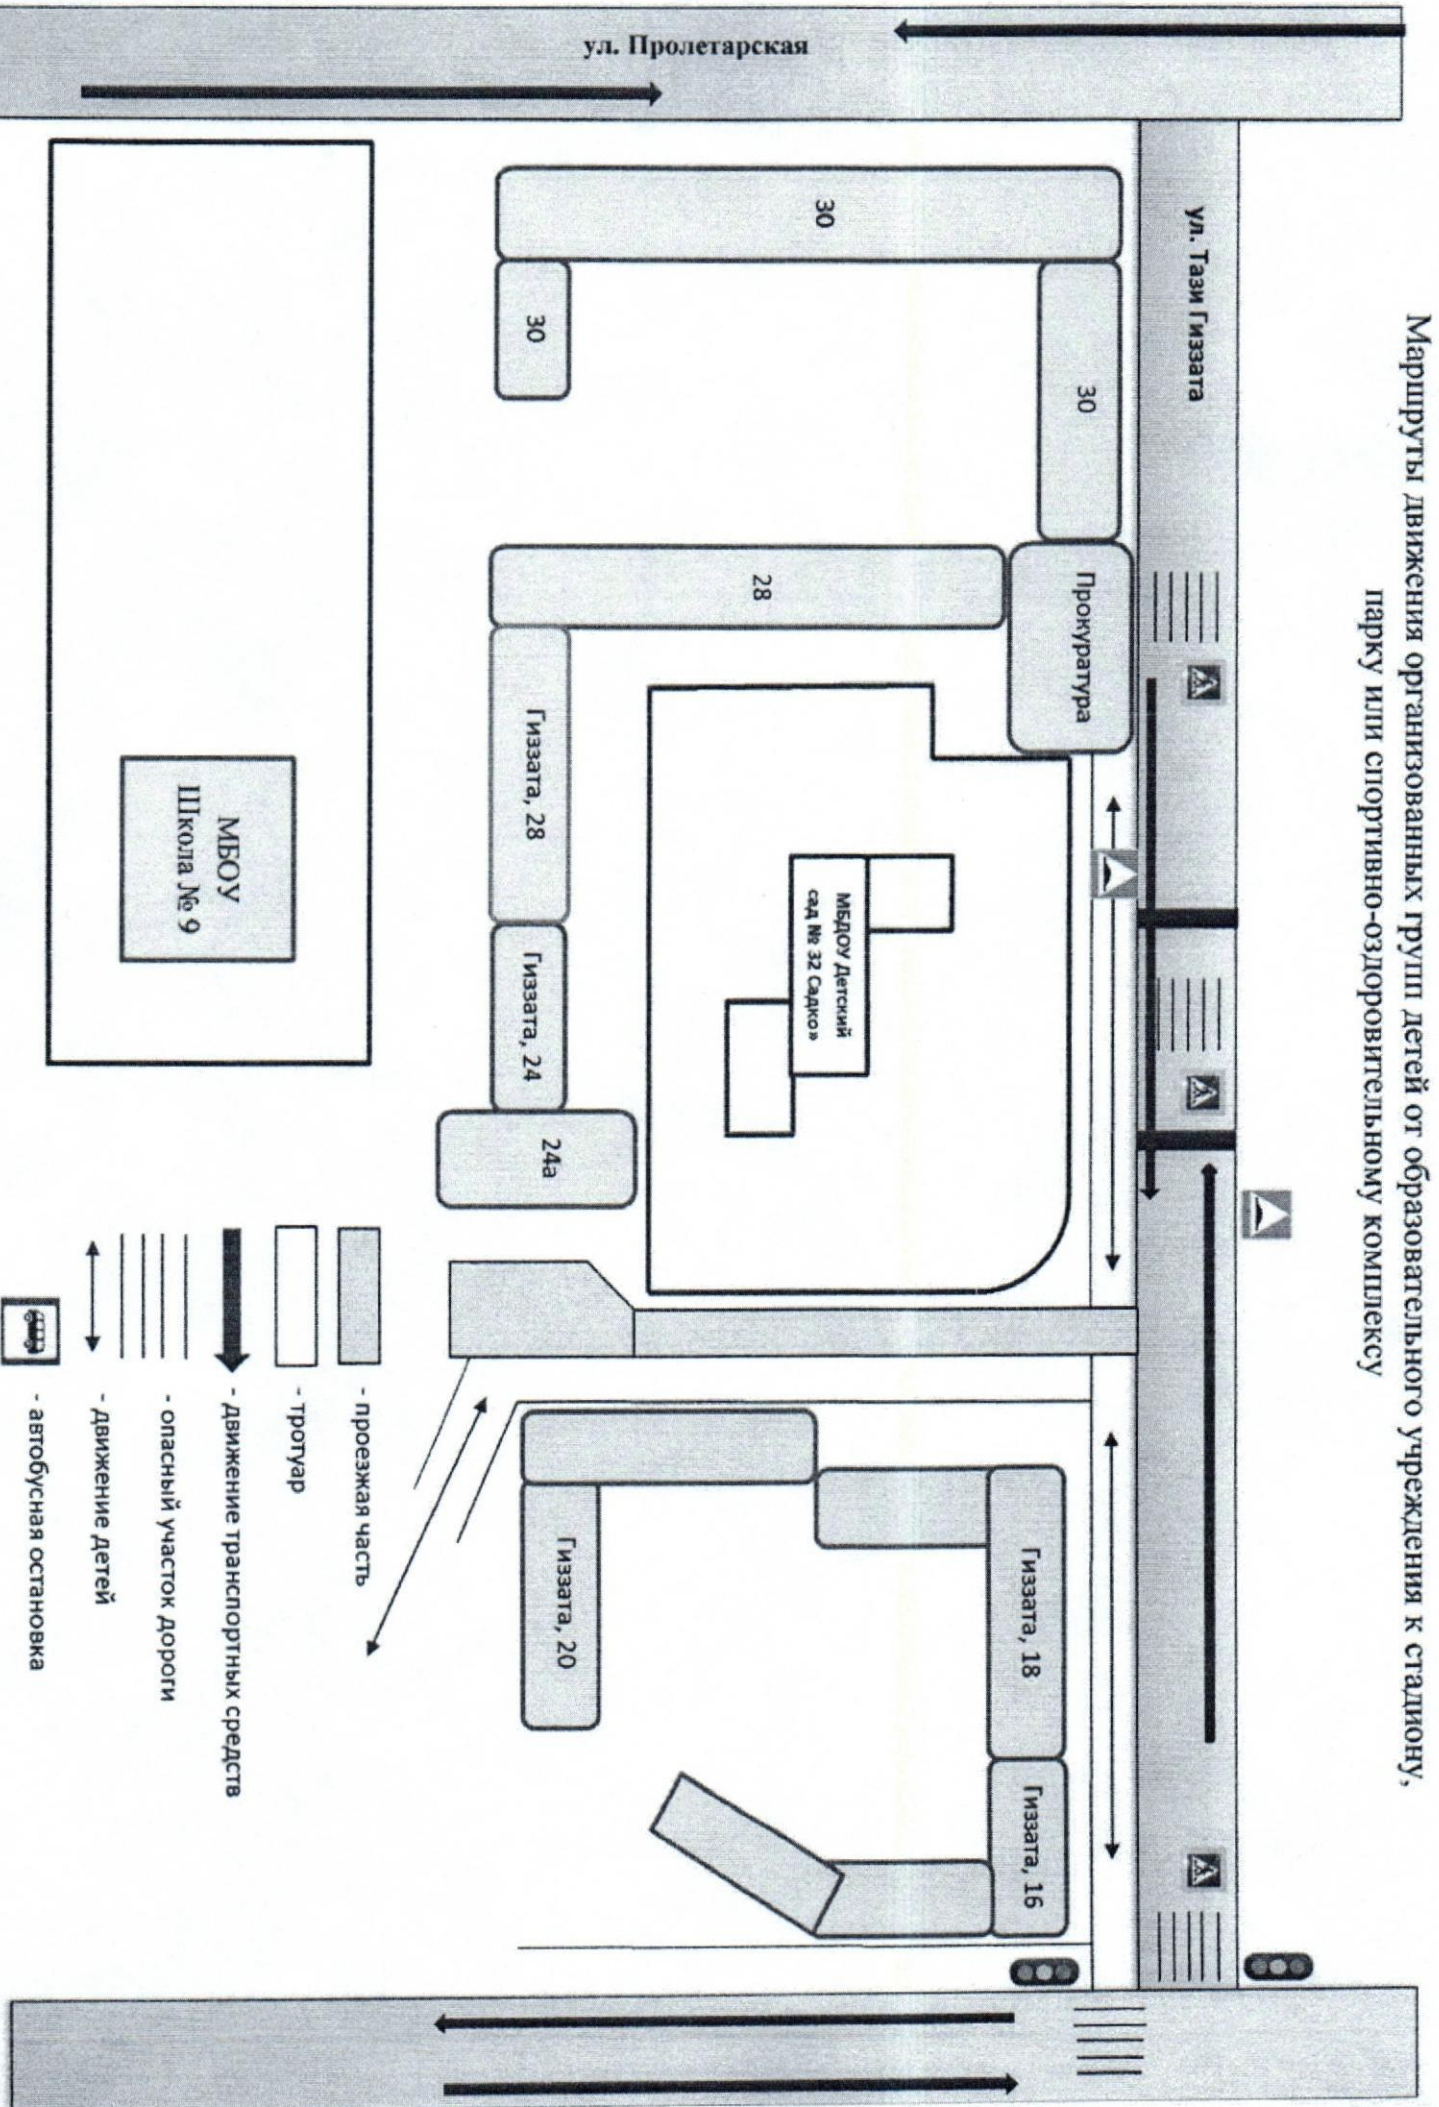 Маршруты движения организованных групп детей от образовательного учреждения к стадиону,
парку или спортивно-оздоровительному комплексу
ул. Тази Гиззата
ул. Пролетарская
30
30
30
Прокуратура
28
Гиззата, 28
Гиззата, 24
24а
МБДОУ Детский
сад № 32 Садко»
Гиззата, 18
Гиззата, 16
Гиззата, 20
МБОУ
Школа № 9
- проезжая часть
- тротуар
- движение транспортных средств
- опасный участок дороги
- движение детей
- автобусная остановка